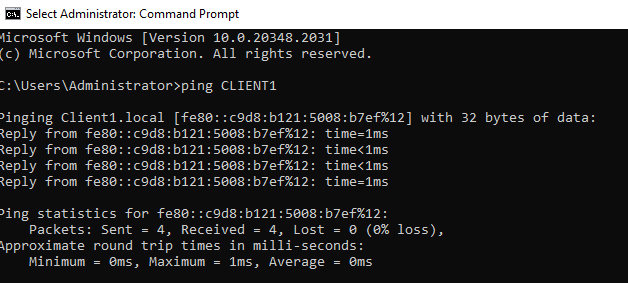 Select Administrator: Command Prompt
Microsoft Windows [Version 10.0.20348.2031]
(c) Microsoft Corporation. All rights reserved.
C:\Users\Administrator>ping CLIENT1
Pinging Client1.local [fe80::c9d8:b121:5008:b7ef%12] with 32 bytes of data:
Reply from fe80::c9d8:b121:5008:b7ef%12: time=1ms
Reply from fe80::c9d8:b121:5008:b7ef%12: time<1ms
Reply from fe80::c9d8:b121:5008:b7ef%12: time<1ms
Reply from fe80::c9d8:b121:5008:b7ef%12: time=1ms
Ping statistics for fe80::c9d8:b121:5008:b7ef%12:
Packets: Sent = 4, Received = 4, Lost = 0 (0% loss),
Approximate round trip times in milli-seconds:
Minimum = 0ms, Maximum = 1ms, Average = 0ms